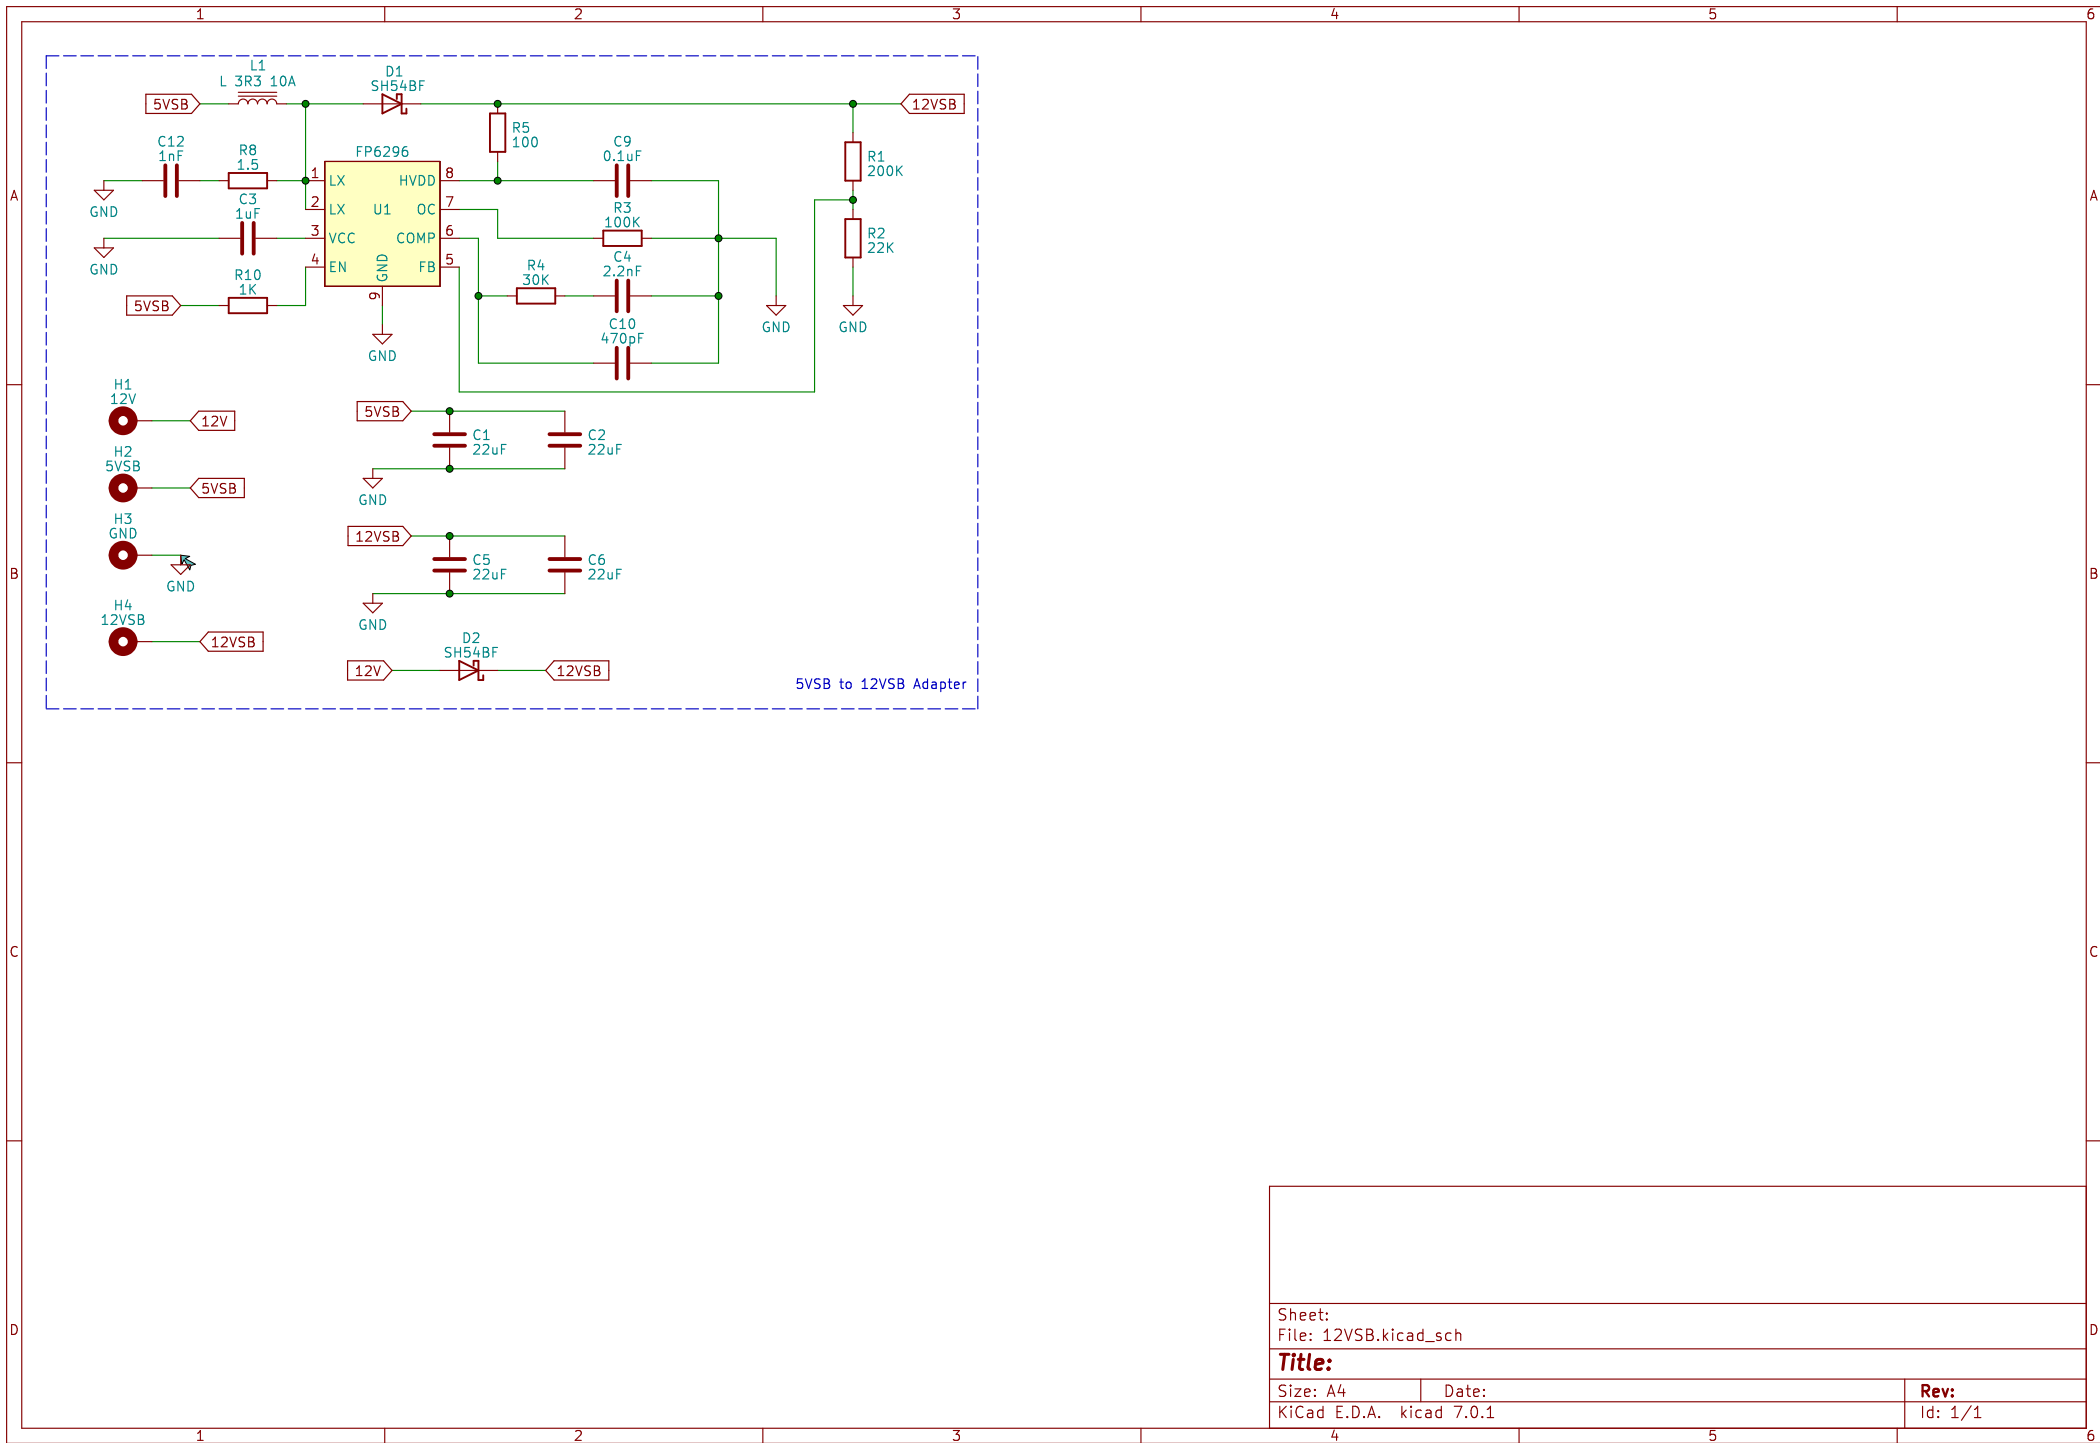 1 2 3 4 5 6
A
B
C
D
A
B
C
D
L1
L 3R3 10A
5VSB
D1
SH54BF
12VSB
R5
100
C12
1nF
R8
1.5
GND
C3
1uF
GND
R10
1K
5VSB
FP6296
1 LX
2 LX
3 VCC
4 EN
U1
HVDD 8
OC 7
COMP 6
FB 5
GND
9
GND
C9
0.1uF
R3
100K
R4
30K
C4
2.2nF
C10
470pF
GND
R1
200K
R2
22K
GND
H1
12V
12V
H2
5VSB
5VSB
H3
GND
GND
H4
12VSB
12VSB
5VSB
C1
22uF
C2
22uF
GND
12VSB
C5
22uF
C6
22uF
GND
D2
SH54BF
12V
12VSB
5VSB to 12VSB Adapter
Sheet:
File: 12VSB.kicad_sch
Title:
Size: A4 Date: Rev:
KiCad E.D.A. kicad 7.0.1 Id: 1/1
1 2 3 4 5 6